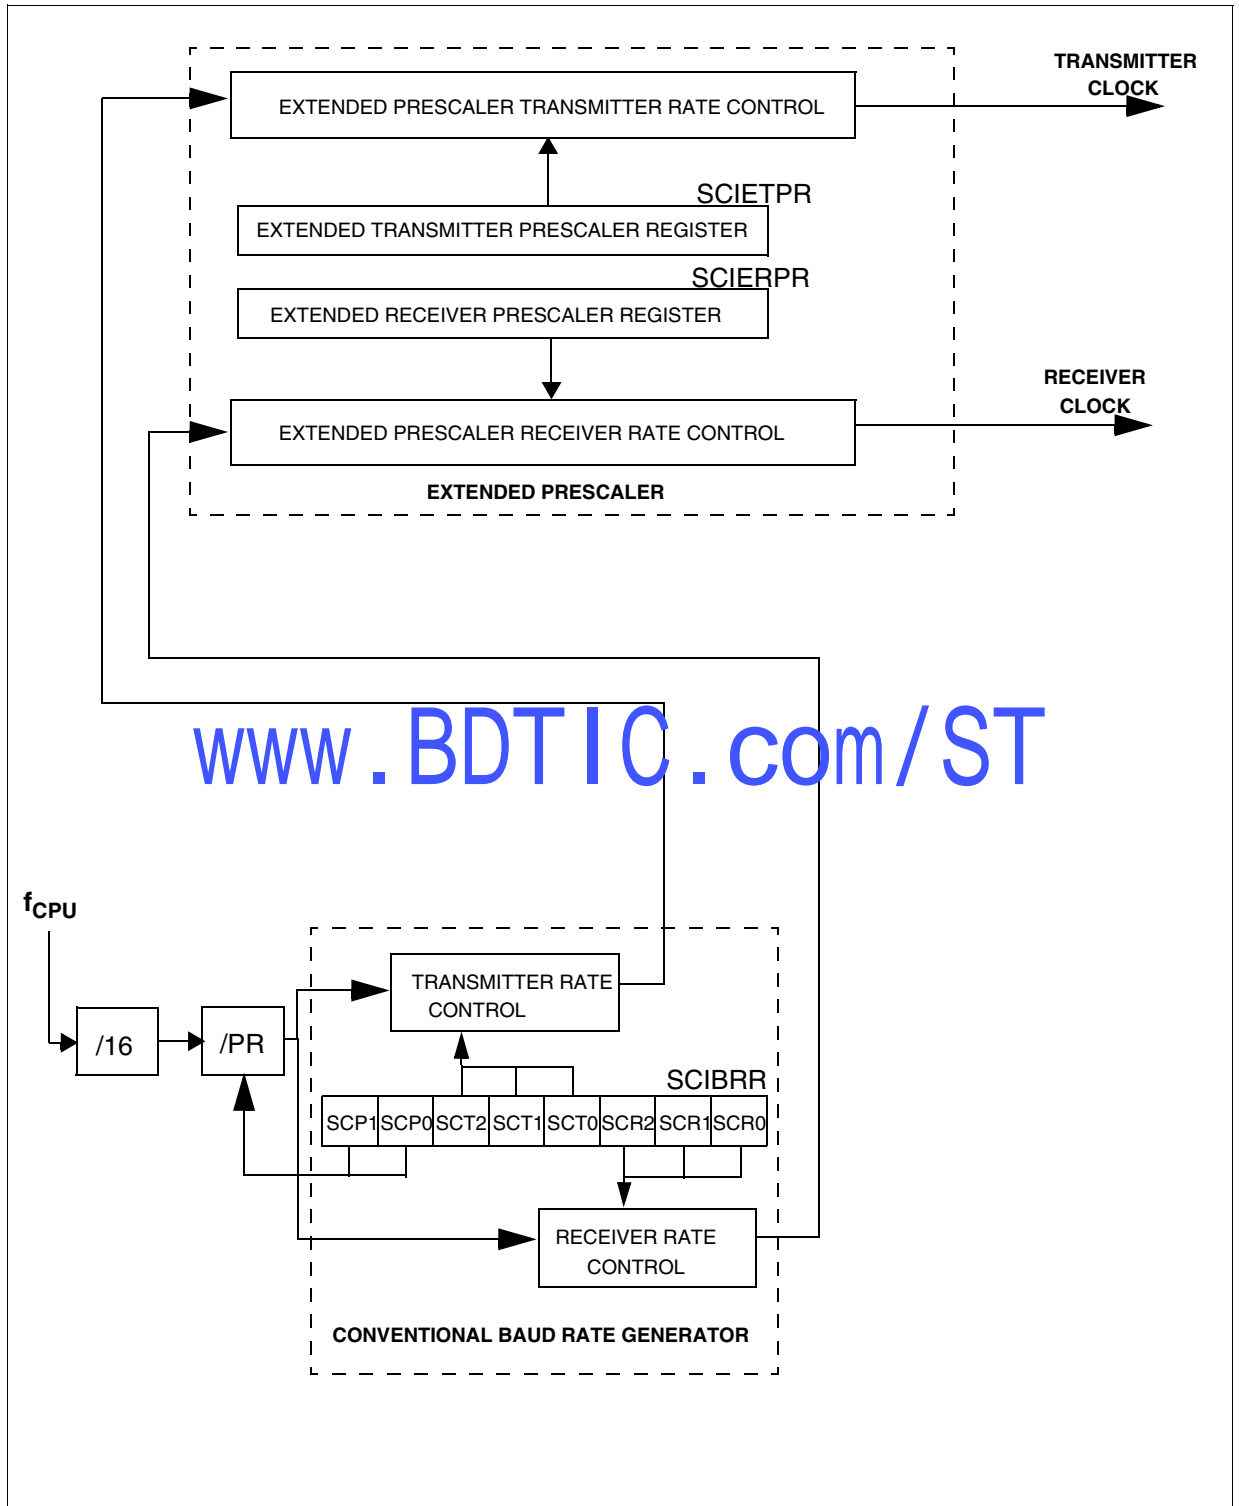 TRANSMITTER
CLOCK
EXTENDED PRESCALER TRANSMITTER RATE CONTROL
SCIETPR
EXTENDED TRANSMITTER PRESCALER REGISTER
SCIERPR
EXTENDED RECEIVER PRESCALER REGISTER
RECEIVER
CLOCK
EXTENDED PRESCALER RECEIVER RATE CONTROL
EXTENDED PRESCALER
www.BDTIC.com/ST
fCPU
TRANSMITTER RATE
CONTROL
/16
/PR
SCIBRR
SCP1 SCP0 SCT2 SCT1 SCT0 SCR2 SCR1 SCR0
RECEIVER RATE
CONTROL
CONVENTIONAL BAUD RATE GENERATOR